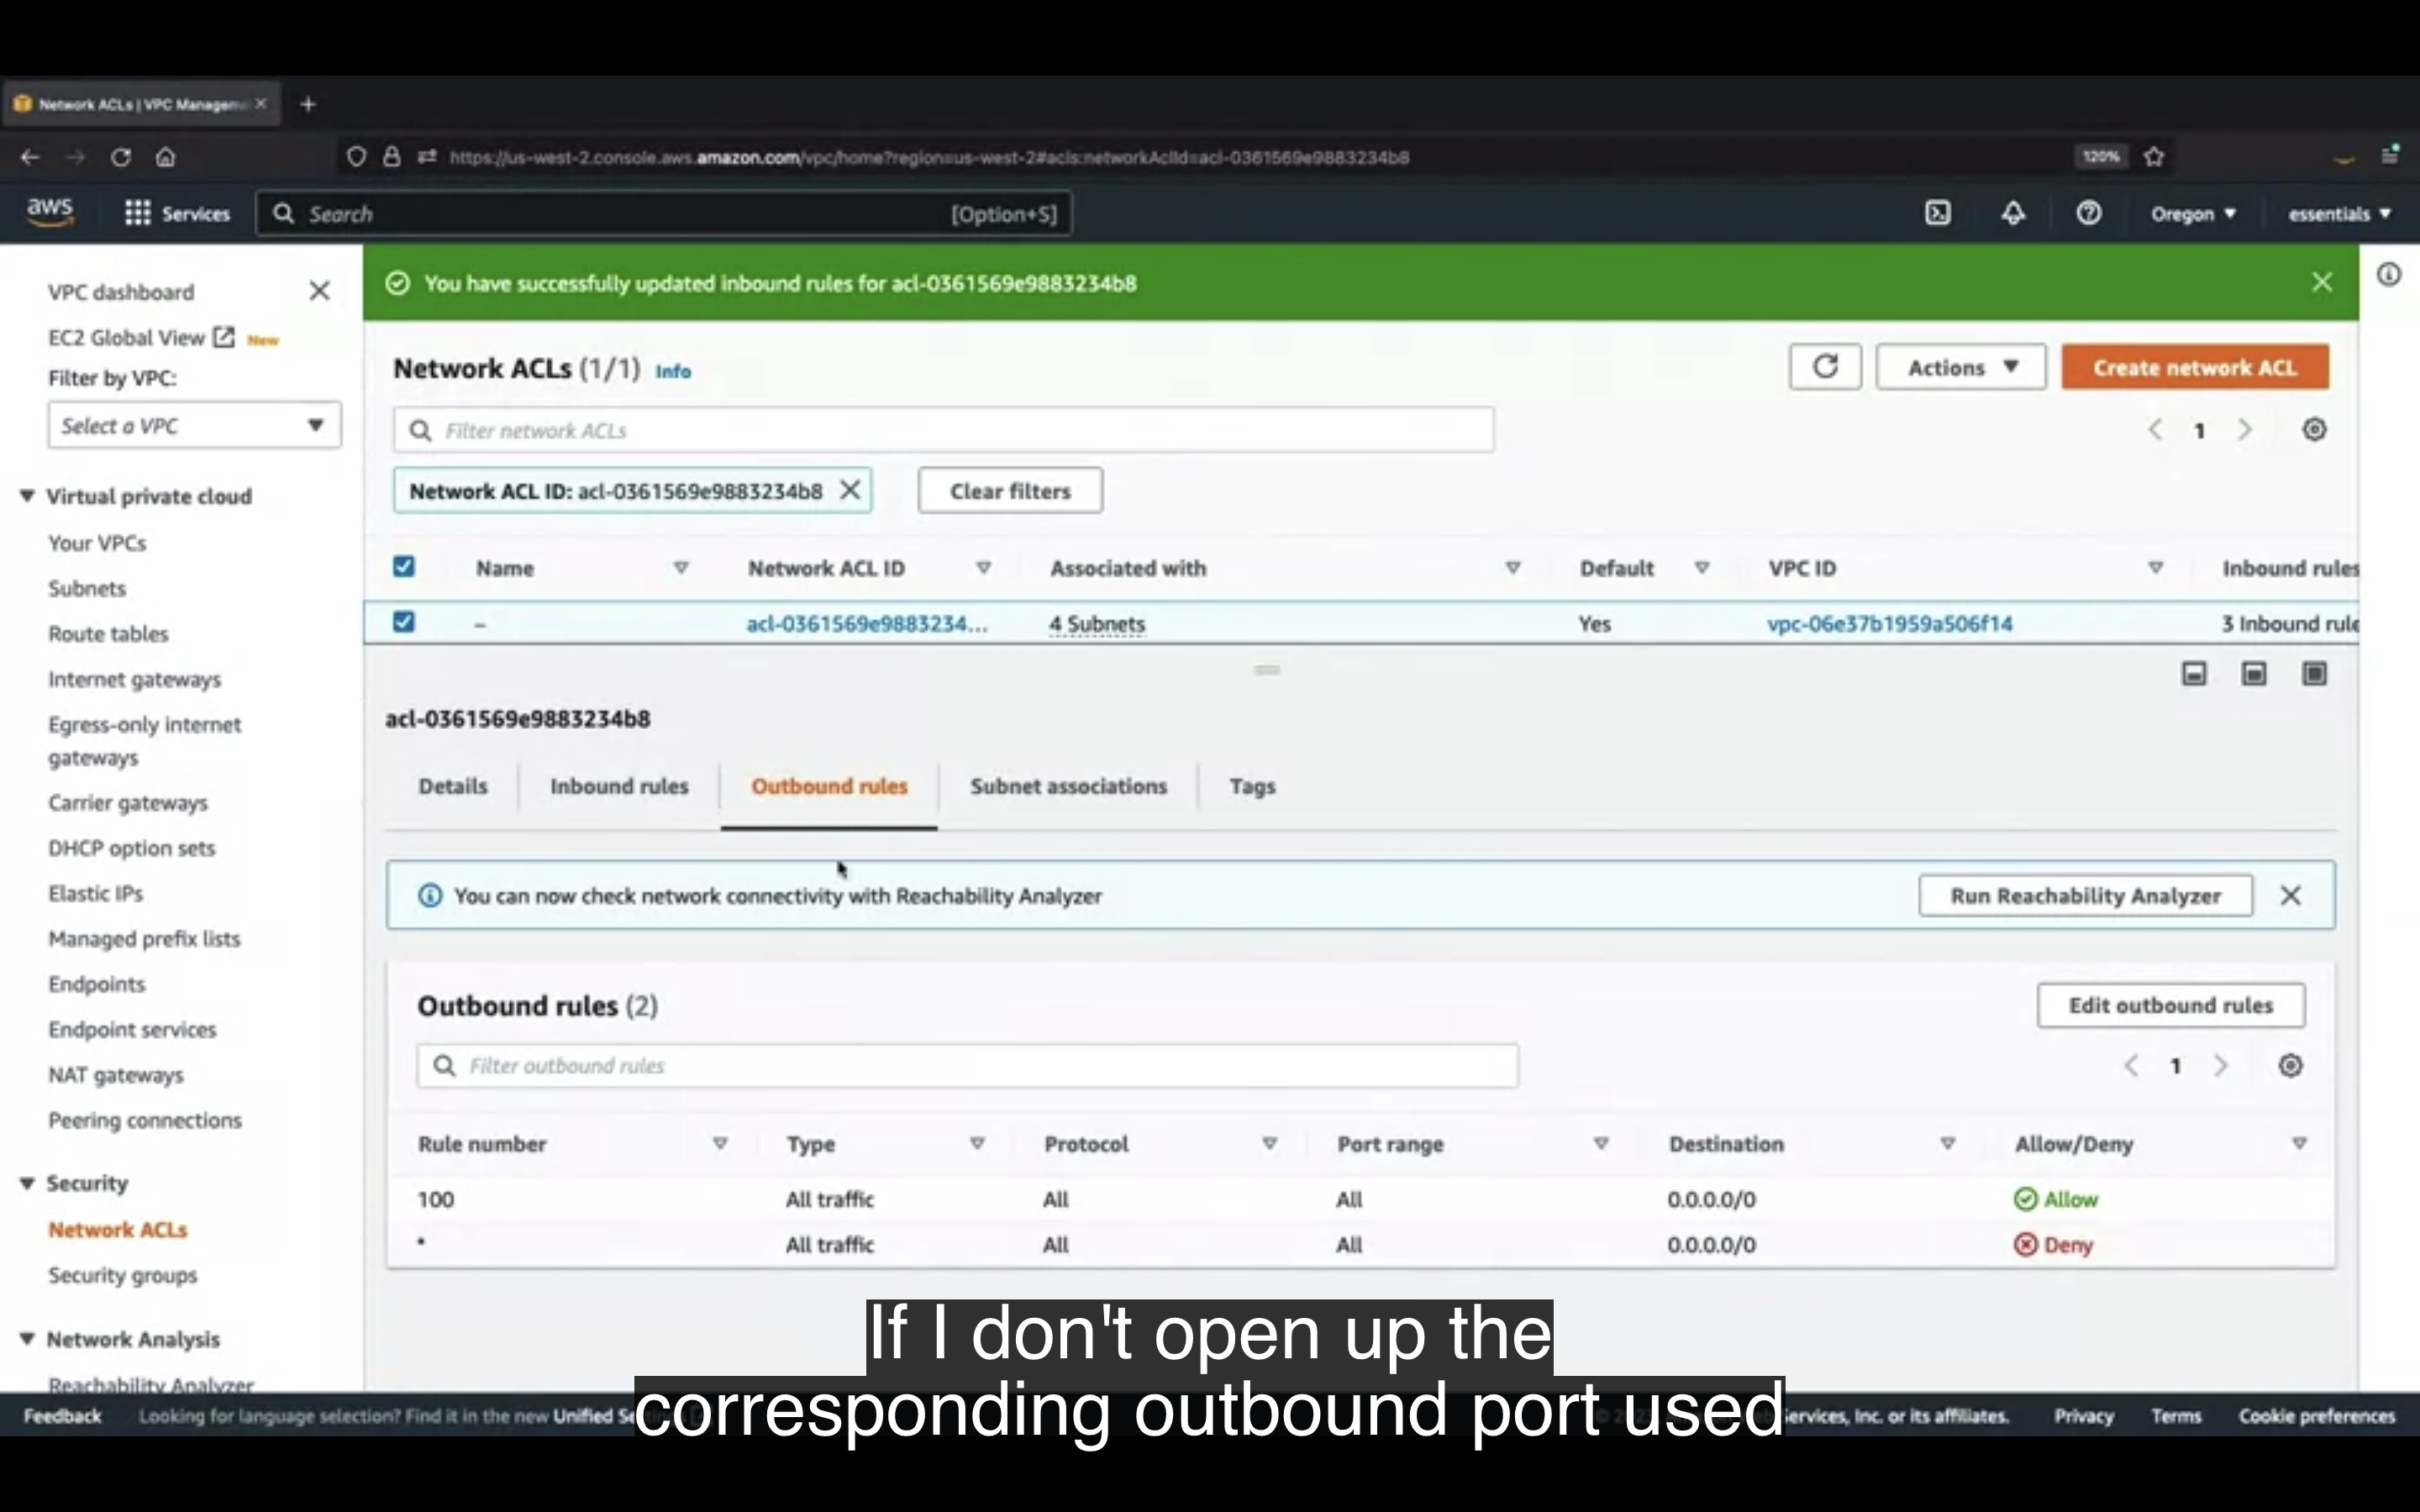 Network ACLs | VPC Managem
https://us-west-2.console.aws.amazon.com/vpc/home?region=us-west-2#acls:networkAclId=acl-0361569e9883234b8
120%
aws
Services
Search
[Option+S]
Oregon
essentials
VPC dashboard
EC2 Global View New
Filter by VPC:
Select a VPC
Virtual private cloud
Your VPCs
Subnets
Route tables
Internet gateways
Egress-only internet
gateways
Carrier gateways
DHCP option sets
Elastic IPs
Managed prefix lists
Endpoints
Endpoint services
NAT gateways
Peering connections
Security
Network ACLs
Security groups
Network Analysis
Reachability Analyzer
You have successfully updated inbound rules for acl-0361569e9883234b8
Network ACLs (1/1) Info
Actions
Create network ACL
Filter network ACLs
1
Network ACL ID: acl-0361569e9883234b8
Clear filters
Name Network ACL ID Associated with Default VPC ID Inbound rules
– acl-0361569e9883234... 4 Subnets Yes vpc-06e37b1959a506f14 3 Inbound rule
acl-0361569e9883234b8
Details Inbound rules Outbound rules Subnet associations Tags
You can now check network connectivity with Reachability Analyzer
Run Reachability Analyzer
Outbound rules (2)
Edit outbound rules
Filter outbound rules
1
Rule number Type Protocol Port range Destination Allow/Deny
100 All traffic All All 0.0.0.0/0 Allow
* All traffic All All 0.0.0.0/0 Deny
If I don't open up the
corresponding outbound port used
Feedback Looking for language selection? Find it in the new Unified Se
Services, Inc. or its affiliates. Privacy Terms Cookie preferences